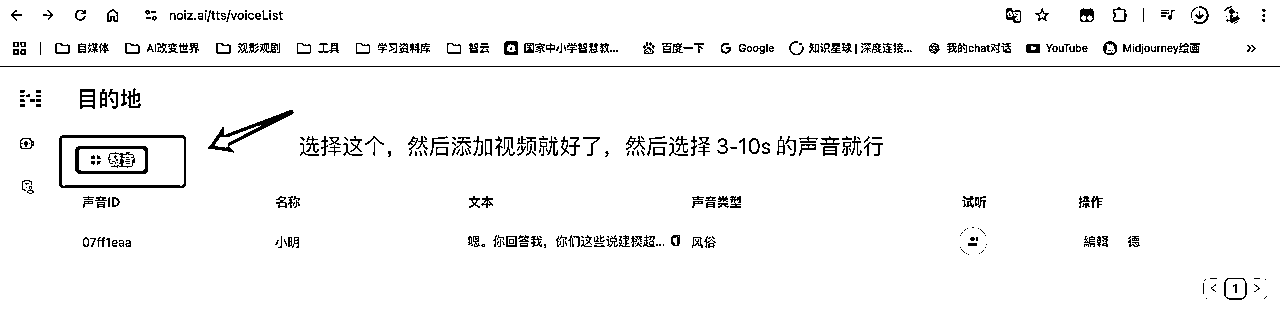 noiz.ai/tts/voiceList
自媒体 AI改变世界 观影观剧 工具 学习资料库 智云 国家中小学智慧教... 百度一下 Google 知识星球 | 深度连接... 我的chat对话 YouTube Midjourney绘画 »
目的地
选择这个，然后添加视频就好了，然后选择 3-10s 的声音就行
声音ID 名称 文本 声音类型 试听 操作
07ff1eaa 小明 嗯。你回答我，你们这些说建模超... 风俗 编辑 德
< 1 >